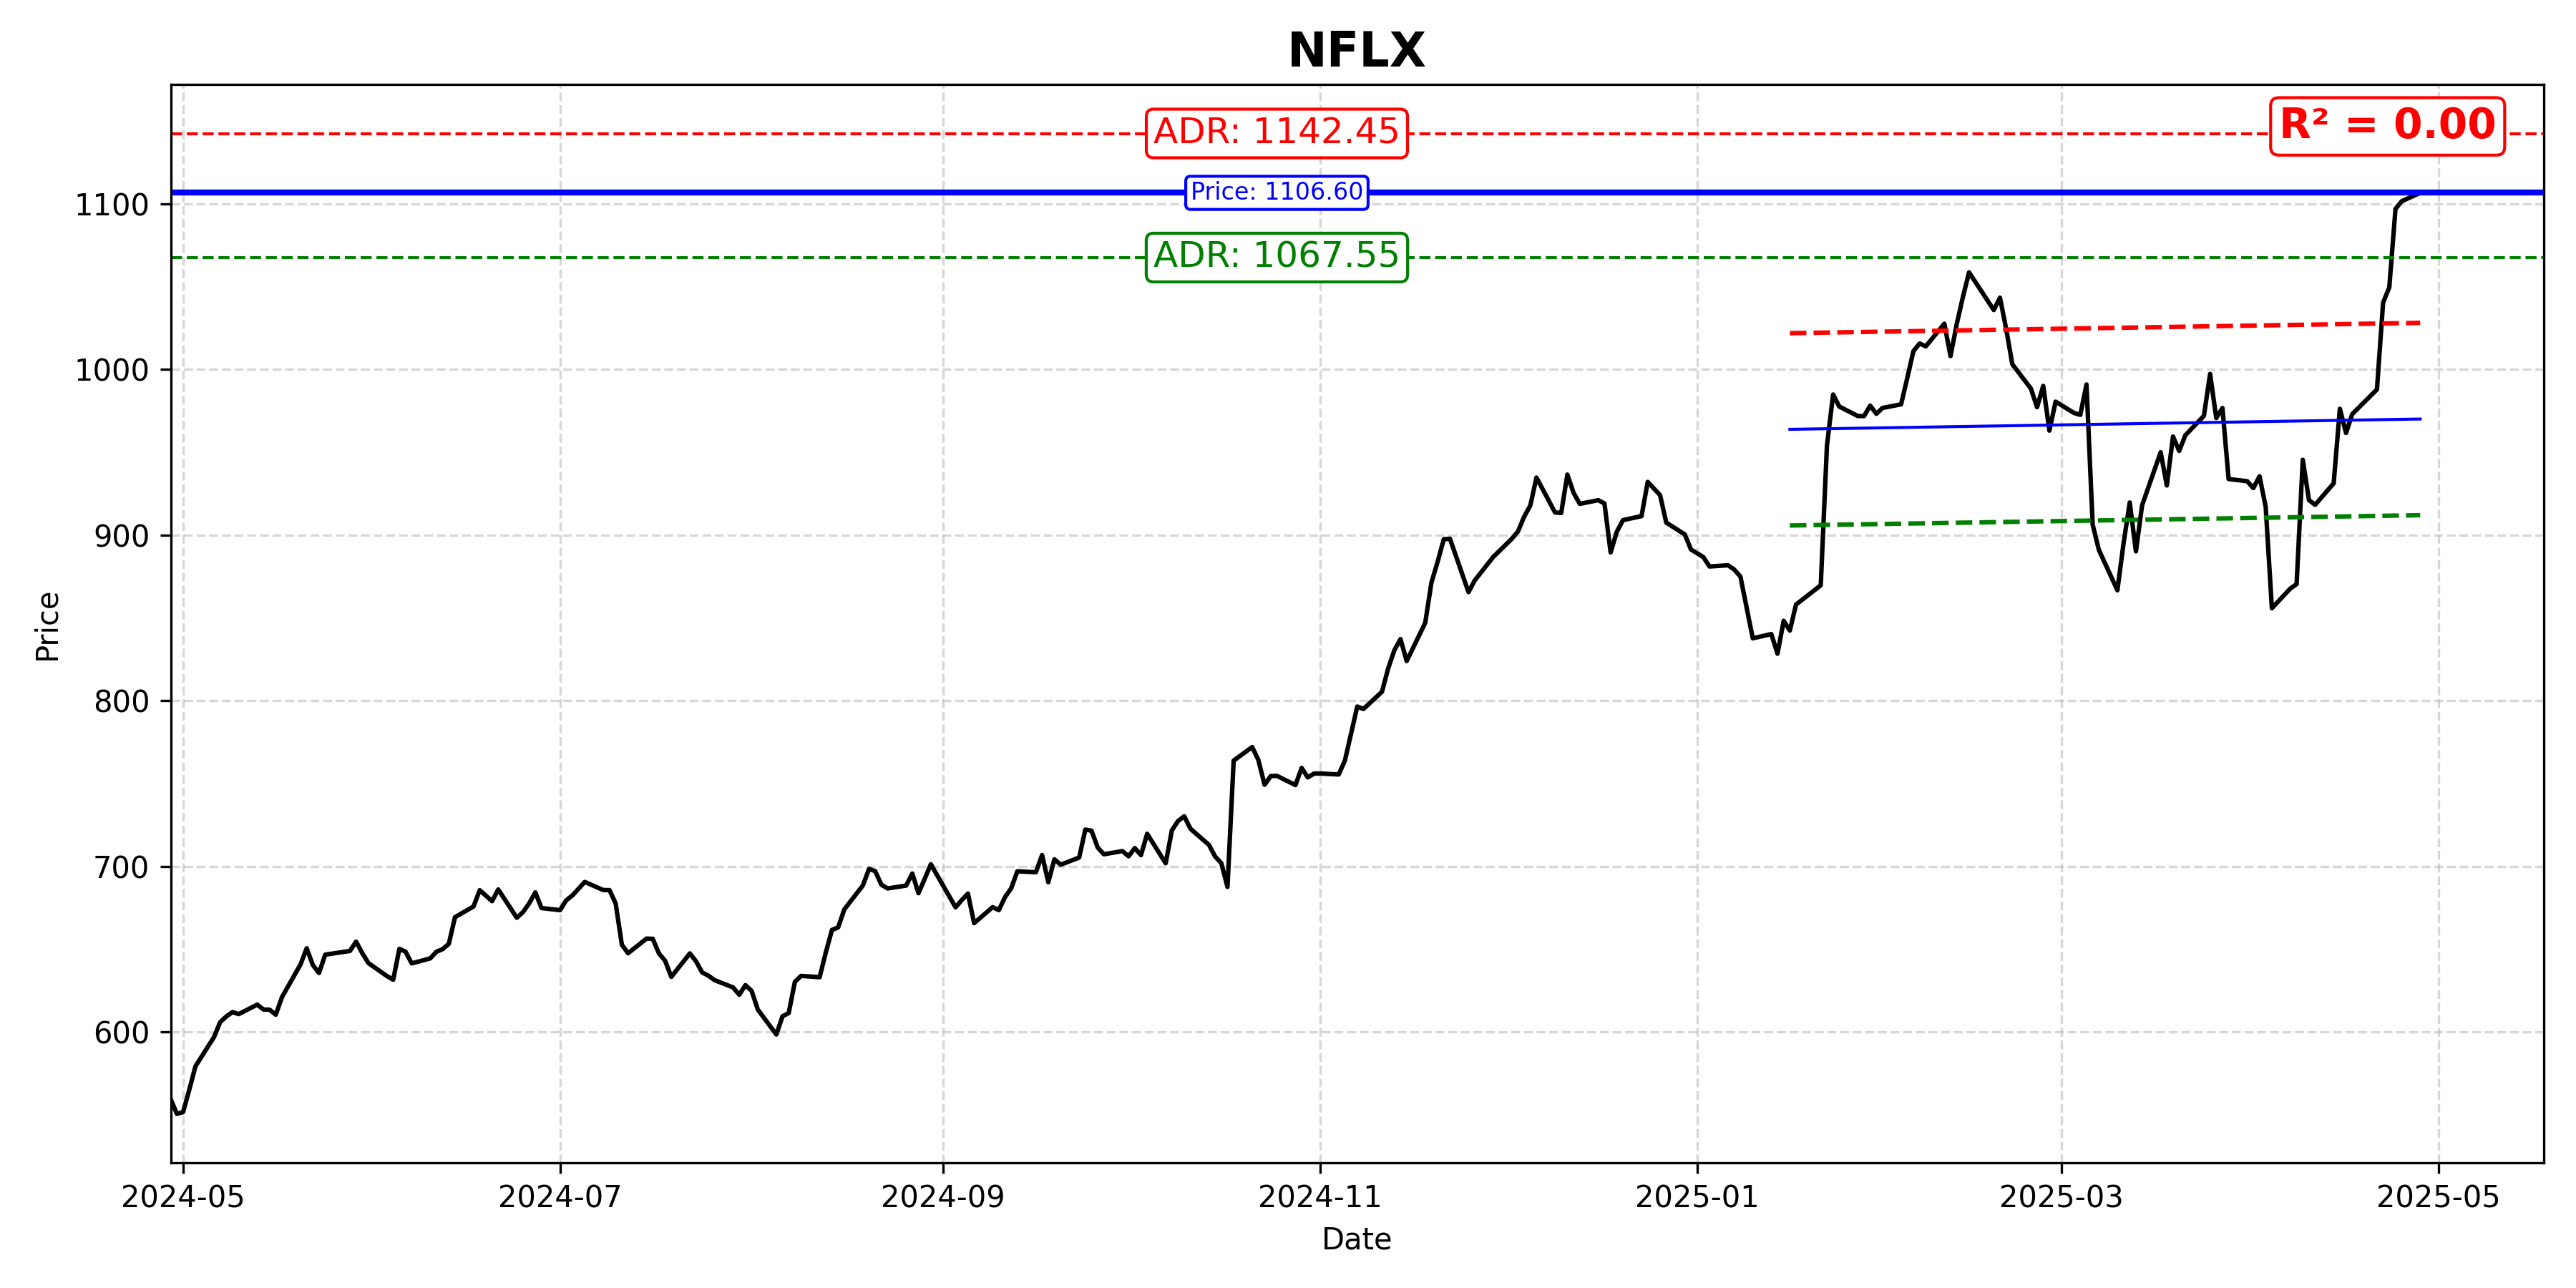 NFLX
ADR: 1142.45
R² = 0.00
Price: 1106.60
ADR: 1067.55
1100
1000
900
800
700
600
Price
2024-05 2024-07 2024-09 2024-11 2025-01 2025-03 2025-05
Date